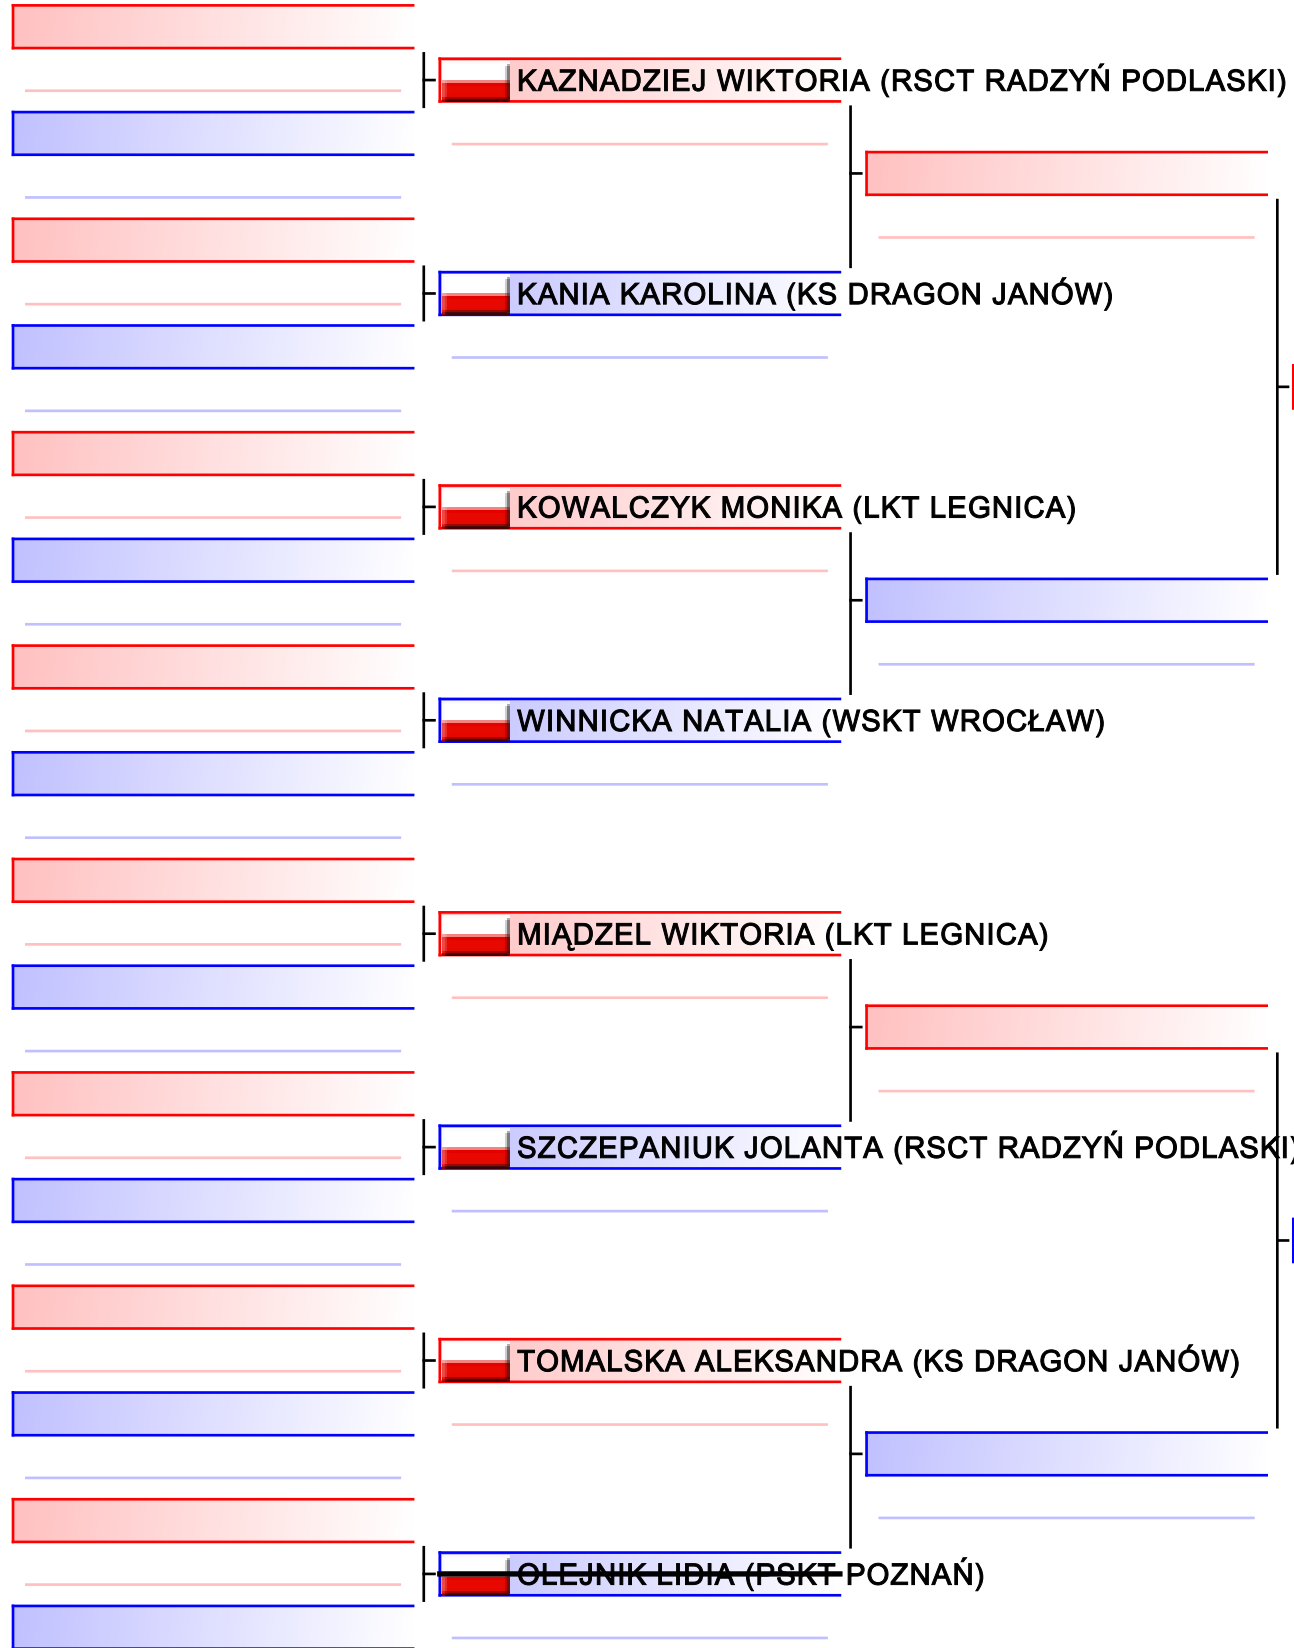 KAZNADZIEJ WIKTORIA (RSCT RADZYŃ PODLASKI)
KANIA KAROLINA (KS DRAGON JANÓW)
KOWALCZYK MONIKA (LKT LEGNICA)
WINNICKA NATALIA (WSKT WROCŁAW)
MIĄDZEL WIKTORIA (LKT LEGNICA)
SZCZEPANIUK JOLANTA (RSCT RADZYŃ PODLASKI)
TOMALSKA ALEKSANDRA (KS DRAGON JANÓW)
OLEJNIK LIDIA (PSKT POZNAŃ)